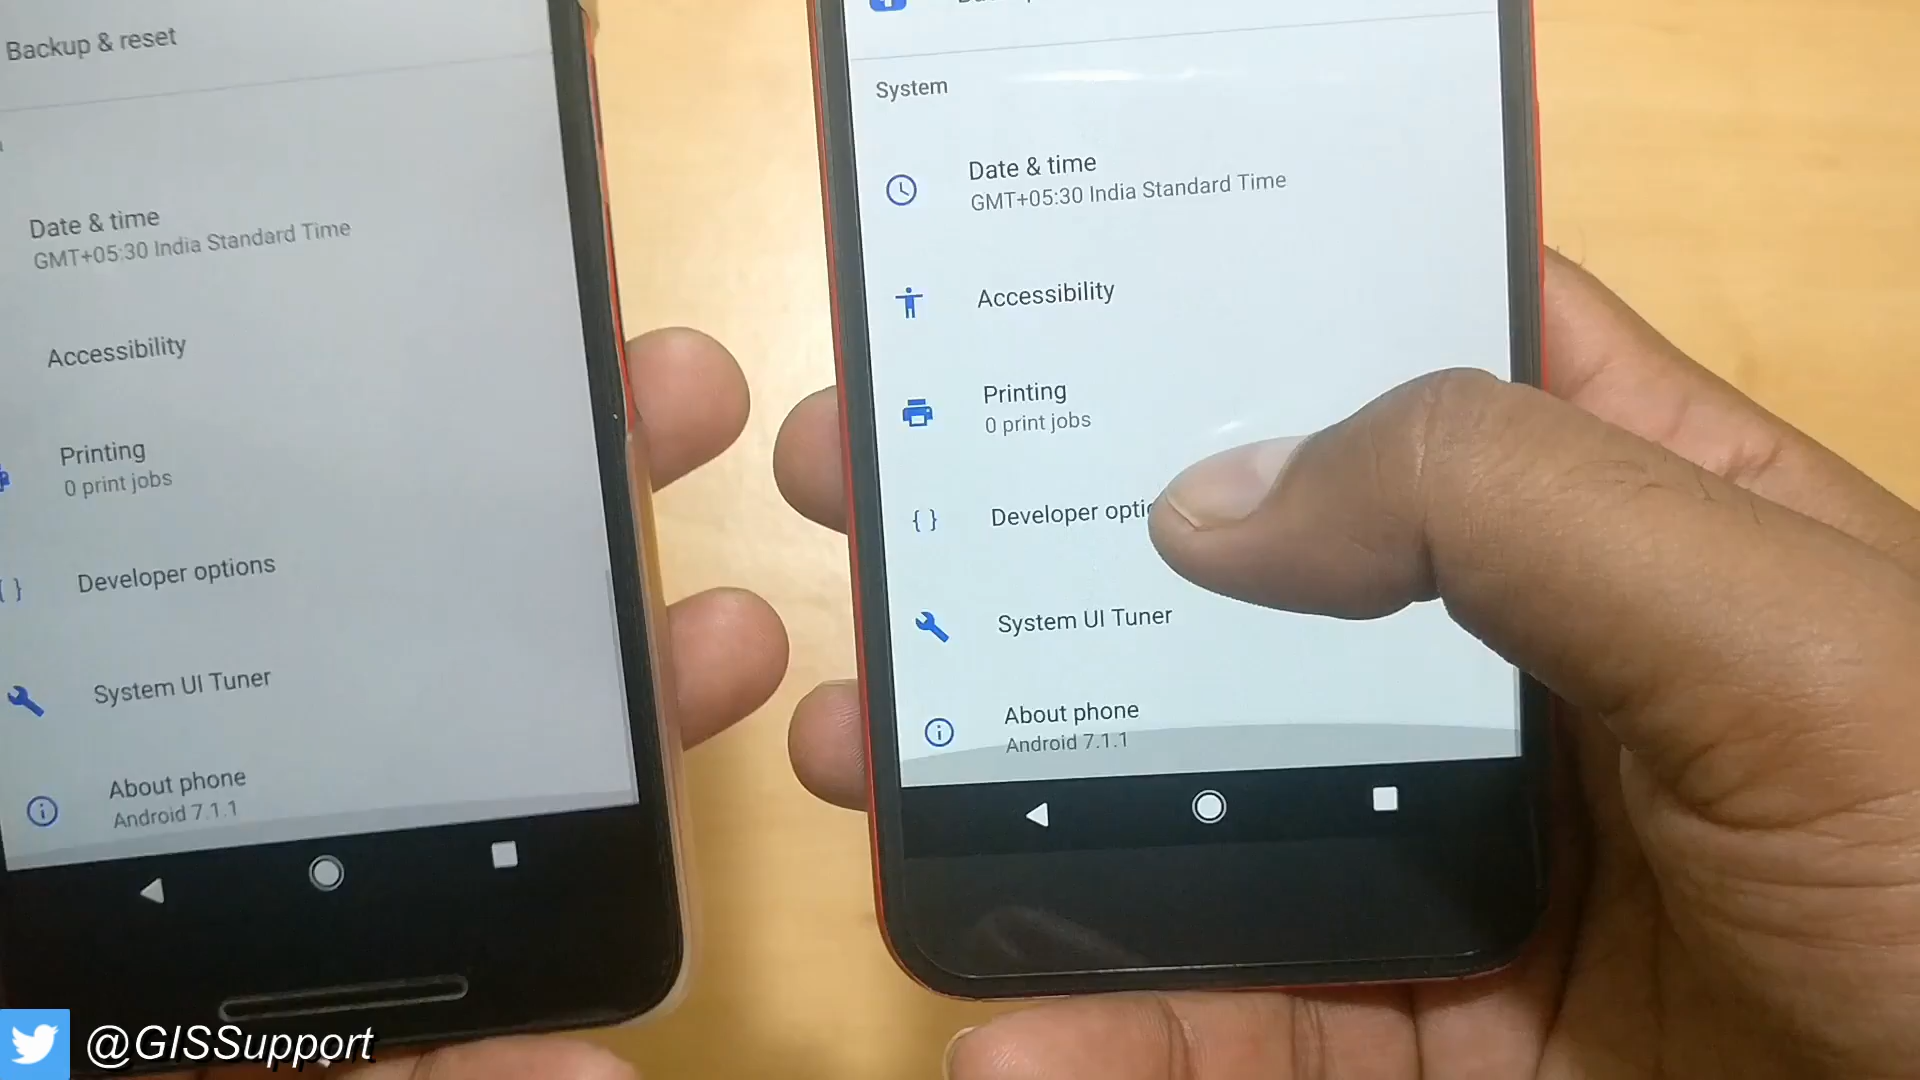 Backup & reset
Date & time
GMT+05:30 India Standard Time
Accessibility
Printing
0 print jobs
Developer options
System UI Tuner
About phone
Android 7.1.1
System
Date & time
GMT+05:30 India Standard Time
Accessibility
Printing
0 print jobs
Developer optio
System UI Tuner
About phone
Android 7.1.1
@GISSupport